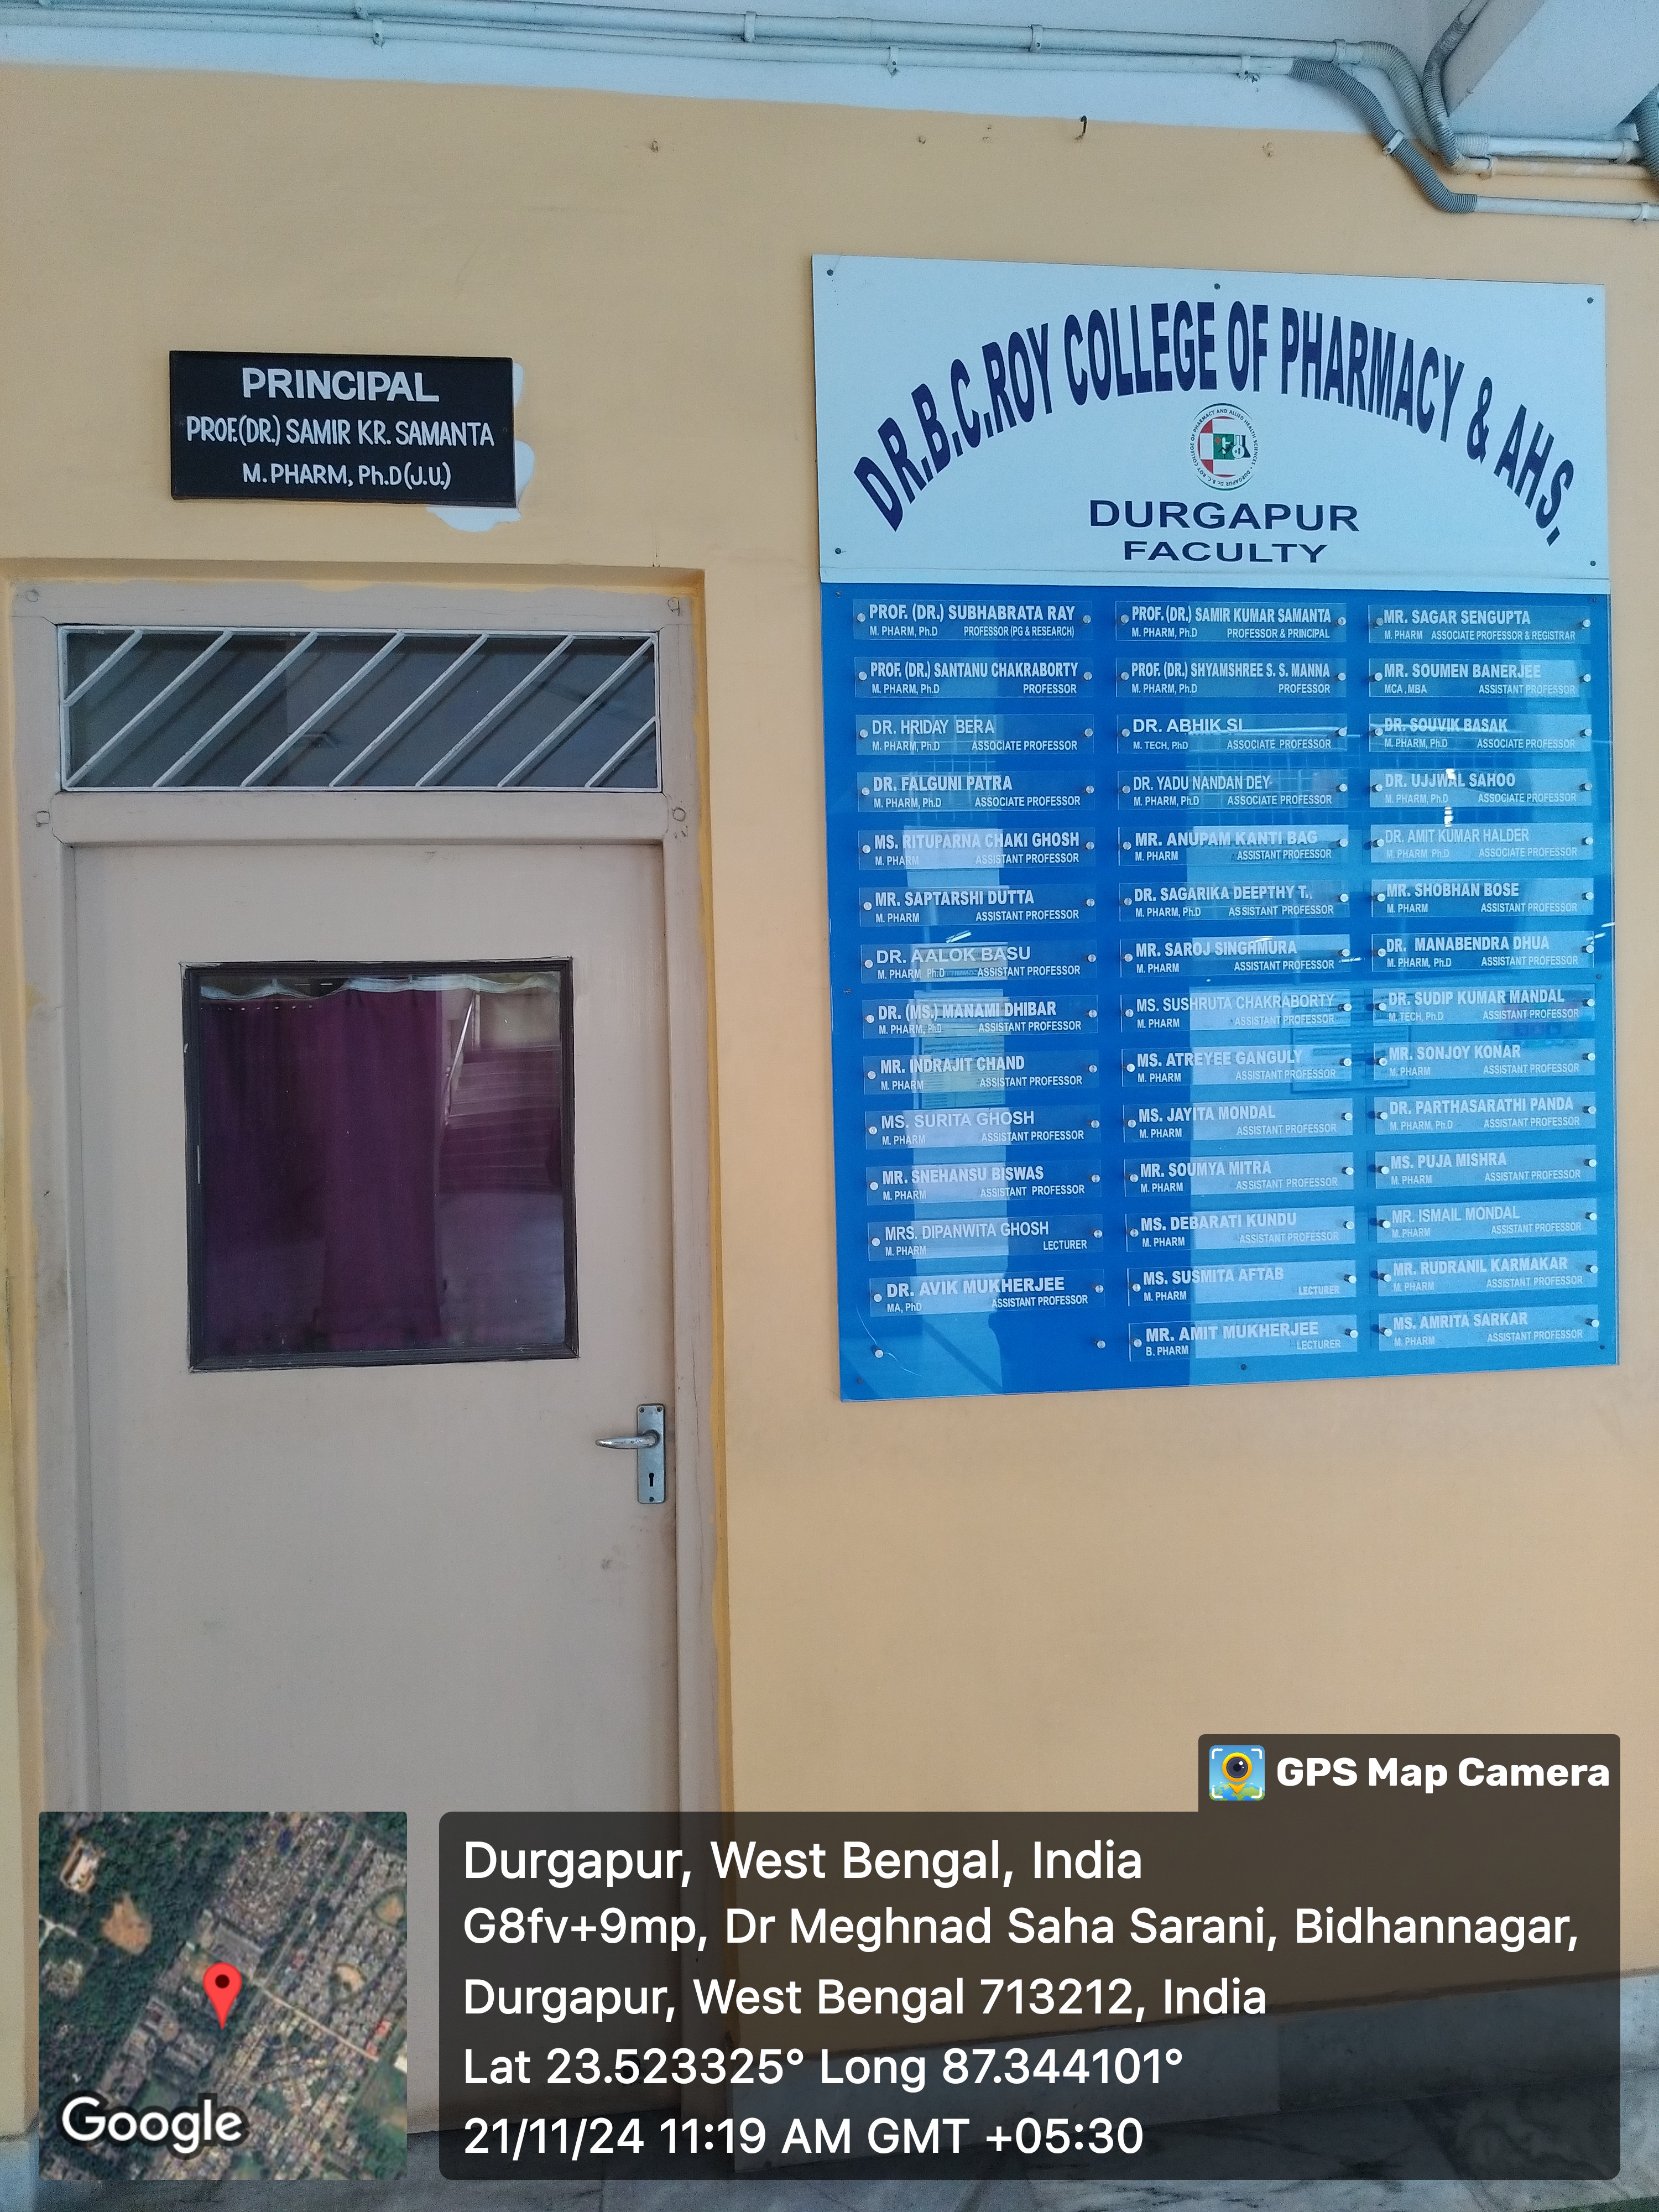 PRINCIPAL
PROF.(DR.) SAMIR KR. SAMANTA
M. PHARM, Ph.D (J.U.)
DR.B.C.ROY COLLEGE OF PHARMACY & AHS.
DURGAPUR
FACULTY
PROF. (DR.) SUBHABRATA RAY
M. PHARM, Ph.D PROFESSOR (PG & RESEARCH)
PROF. (DR.) SANTANU CHAKRABORTY
M. PHARM, Ph.D PROFESSOR
DR. HRIDAY BERA
M. PHARM, Ph.D ASSOCIATE PROFESSOR
DR. FALGUNI PATRA
M. PHARM, Ph.D ASSOCIATE PROFESSOR
MS. RITUPARNA CHAKI GHOSH
M. PHARM ASSISTANT PROFESSOR
MR. SAPTARSHI DUTTA
M. PHARM ASSISTANT PROFESSOR
DR. AALOK BASU
M. PHARM, Ph.D ASSISTANT PROFESSOR
DR. (MS.) MANAMI DHIBAR
M. PHARM, Ph.D ASSISTANT PROFESSOR
MR. INDRAJIT CHAND
M. PHARM ASSISTANT PROFESSOR
MS. SURITA GHOSH
M. PHARM ASSISTANT PROFESSOR
MR. SNEHANSU BISWAS
M. PHARM ASSISTANT PROFESSOR
MRS. DIPANWITA GHOSH
M. PHARM LECTURER
DR. AVIK MUKHERJEE
MA, PhD ASSISTANT PROFESSOR
PROF. (DR.) SAMIR KUMAR SAMANTA
M. PHARM, Ph.D PROFESSOR & PRINCIPAL
PROF. (DR.) SHYAMSHREE S. S. MANNA
M. PHARM, Ph.D PROFESSOR
DR. ABHIK SI
M. TECH, PhD ASSOCIATE PROFESSOR
DR. YADU NANDAN DEY
M. PHARM, Ph.D ASSOCIATE PROFESSOR
MR. ANUPAM KANTI BAG
M. PHARM ASSISTANT PROFESSOR
DR. SAGARIKA DEEPTHY T.
M. PHARM, Ph.D ASSISTANT PROFESSOR
MR. SAROJ SINGHMURA
M. PHARM ASSISTANT PROFESSOR
MS. SUSHRUTA CHAKRABORTY
M. PHARM ASSISTANT PROFESSOR
MS. ATREYEE GANGULY
M. PHARM ASSISTANT PROFESSOR
MS. JAYITA MONDAL
M. PHARM ASSISTANT PROFESSOR
MR. SOUMYA MITRA
M. PHARM ASSISTANT PROFESSOR
MS. DEBARATI KUNDU
M. PHARM ASSISTANT PROFESSOR
MS. SUSMITA AFTAB
M. PHARM LECTURER
MR. AMIT MUKHERJEE
B. PHARM LECTURER
MR. SAGAR SENGUPTA
M. PHARM ASSOCIATE PROFESSOR & REGISTRAR
MR. SOUMEN BANERJEE
MCA ,MBA ASSISTANT PROFESSOR
DR. SOUVIK BASAK
M. PHARM, Ph.D ASSOCIATE PROFESSOR
DR. UJJWAL SAHOO
M. PHARM, Ph.D ASSOCIATE PROFESSOR
DR. AMIT KUMAR HALDER
M. PHARM, Ph.D ASSOCIATE PROFESSOR
MR. SHOBHAN BOSE
M. PHARM ASSISTANT PROFESSOR
DR. MANABENDRA DHUA
M. PHARM, Ph.D ASSISTANT PROFESSOR
DR. SUDIP KUMAR MANDAL
M. TECH, Ph.D ASSISTANT PROFESSOR
MR. SONJOY KONAR
M. PHARM ASSISTANT PROFESSOR
DR. PARTHASARATHI PANDA
M. PHARM, Ph.D ASSISTANT PROFESSOR
MS. PUJA MISHRA
M. PHARM ASSISTANT PROFESSOR
MR. ISMAIL MONDAL
M. PHARM ASSISTANT PROFESSOR
MR. RUDRANIL KARMAKAR
M. PHARM ASSISTANT PROFESSOR
MS. AMRITA SARKAR
M. PHARM ASSISTANT PROFESSOR
GPS Map Camera
Durgapur, West Bengal, India
G8fv+9mp, Dr Meghnad Saha Sarani, Bidhannagar,
Durgapur, West Bengal 713212, India
Lat 23.523325° Long 87.344101°
21/11/24 11:19 AM GMT +05:30
Google